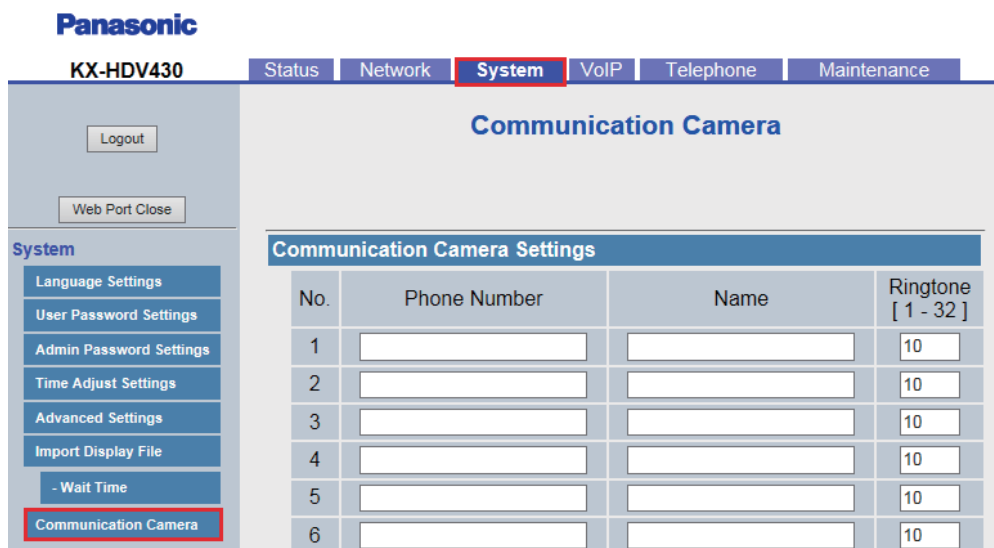 Panasonic
KX-HDV430
Status Network System VoIP Telephone Maintenance
Logout
Web Port Close
System
Language Settings
User Password Settings
Admin Password Settings
Time Adjust Settings
Advanced Settings
Import Display File
- Wait Time
Communication Camera
Communication Camera
Communication Camera Settings
No. Phone Number Name Ringtone
[ 1 - 32 ]
1 10
2 10
3 10
4 10
5 10
6 10